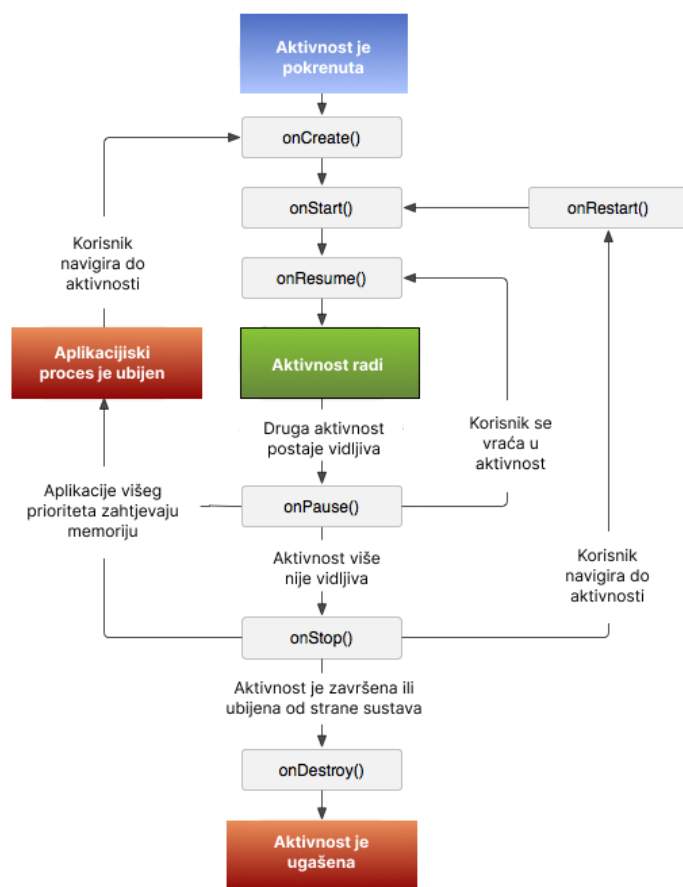 Aktivnost je
pokrenuta
onCreate()
onStart()
onRestart()
Korisnik
navigira do
aktivnosti
onResume()
Aplikacijiski
proces je ubijen
Aktivnost radi
Druga aktivnost
postaje vidljiva
Korisnik se
vraća u
aktivnost
Aplikacije višeg
prioriteta zahtjevaju
memoriju
onPause()
Aktivnost više
nije vidljiva
Korisnik
navigira do
aktivnosti
onStop()
Aktivnost je završena ili
ubijena od strane sustava
onDestroy()
Aktivnost je
ugašena